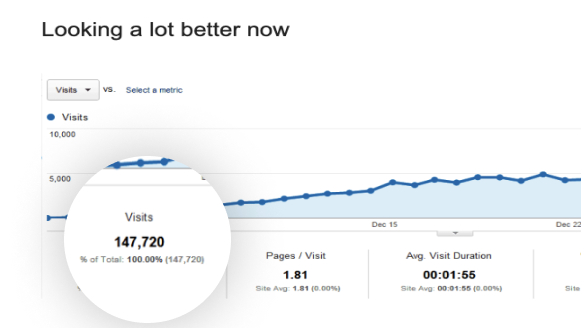 Looking a lot better now
Visits vs. Select a metric
Visits
10,000
5,000
Dec 15 Dec 22
Visits
147,720
% of Total: 100.00% (147,720)
Pages / Visit
1.81
Site Avg: 1.81 (0.00%)
Avg. Visit Duration
00:01:55
Site Avg: 00:01:55 (0.00%)
Site